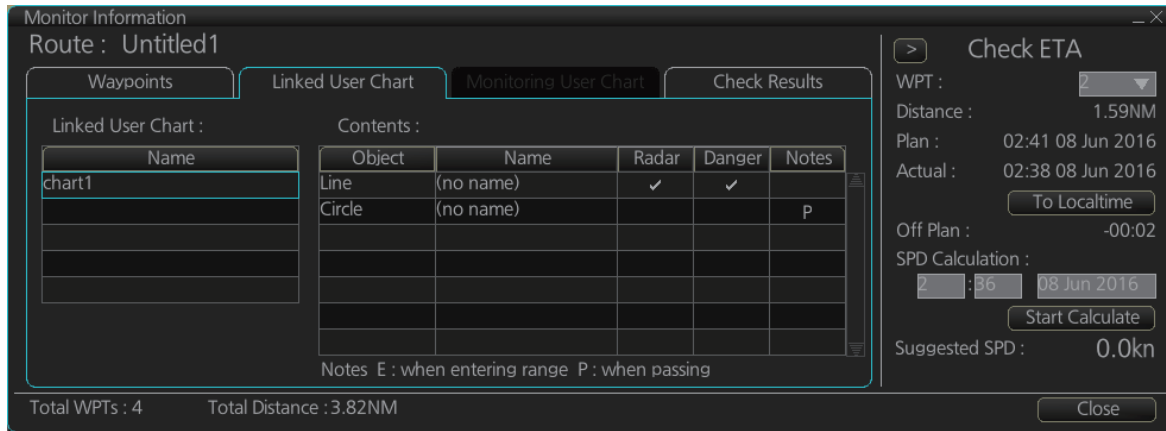 Monitor Information
Route : Untitled1
Waypoints Linked User Chart Monitoring User Chart Check Results
Linked User Chart : Contents :
Name
chart1
Object Name Radar Danger Notes
Line (no name) ✓ ✓
Circle (no name) P
Notes E : when entering range P : when passing
> Check ETA
WPT : 2
Distance : 1.59NM
Plan : 02:41 08 Jun 2016
Actual : 02:38 08 Jun 2016
To Localtime
Off Plan : -00:02
SPD Calculation :
2 : 36 08 Jun 2016
Start Calculate
Suggested SPD : 0.0kn
Total WPTs : 4 Total Distance : 3.82NM
Close